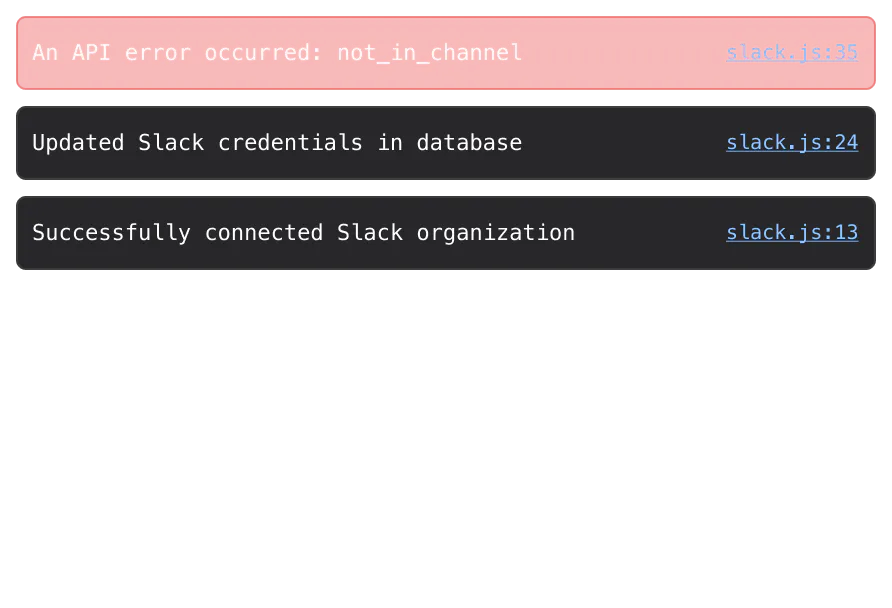 An API error occurred: not_in_channel slack.js:35
Updated Slack credentials in database slack.js:24
Successfully connected Slack organization slack.js:13